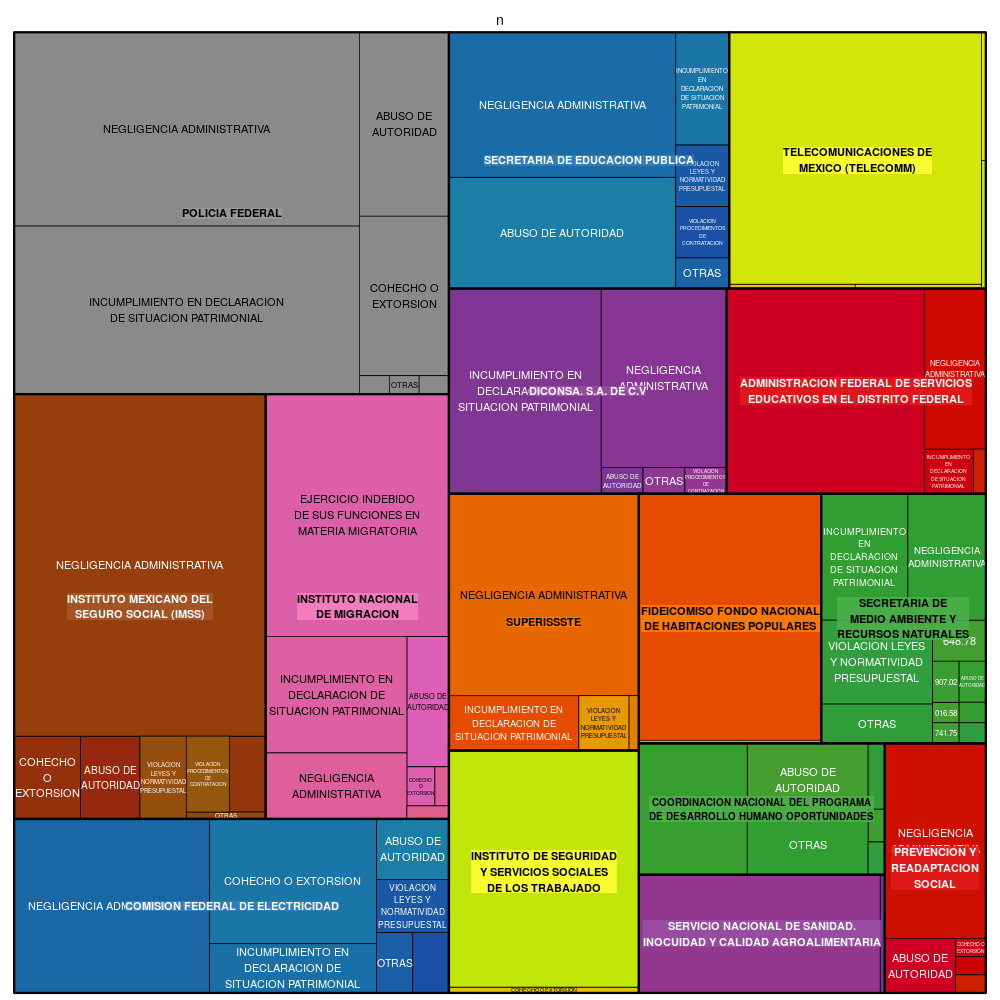 n
NEGLIGENCIA ADMINISTRATIVA
ABUSO DE
AUTORIDAD
POLICIA FEDERAL
INCUMPLIMIENTO EN DECLARACION
DE SITUACION PATRIMONIAL
COHECHO O
EXTORSION
OTRAS
NEGLIGENCIA ADMINISTRATIVA
INCUMPLIMIENTO
EN
DECLARACION
DE SITUACION
PATRIMONIAL
SECRETARIA DE EDUCACION PUBLICA
VIOLACION
LEYES Y
NORMATIVIDAD
PRESUPUESTAL
ABUSO DE AUTORIDAD
VIOLACION
PROCEDIMIENTOS
DE
CONTRATACION
OTRAS
TELECOMUNICACIONES DE
MEXICO (TELECOMM)
INCUMPLIMIENTO EN
DECLARA
SITUACION PATRIMONIAL
DICONSA. S.A. DE C.V
NEGLIGENCIA
ADMINISTRATIVA
ABUSO DE
AUTORIDAD
OTRAS
VIOLACION
PROCEDIMIENTOS
DE
CONTRATACION
NEGLIGENCIA
ADMINISTRATIVA
ADMINISTRACION FEDERAL DE SERVICIOS
EDUCATIVOS EN EL DISTRITO FEDERAL
INCUMPLIMIENTO
EN
DECLARACION
DE SITUACION
PATRIMONIAL
NEGLIGENCIA ADMINISTRATIVA
INSTITUTO MEXICANO DEL
SEGURO SOCIAL (IMSS)
COHECHO
O
EXTORSION
ABUSO DE
AUTORIDAD
VIOLACION
LEYES Y
NORMATIVIDAD
PRESUPUESTAL
VIOLACION
PROCEDIMIENTOS
DE
CONTRATACION
OTRAS
EJERCICIO INDEBIDO
DE SUS FUNCIONES EN
MATERIA MIGRATORIA
INSTITUTO NACIONAL
DE MIGRACION
INCUMPLIMIENTO EN
DECLARACION DE
SITUACION PATRIMONIAL
ABUSO DE
AUTORIDAD
NEGLIGENCIA
ADMINISTRATIVA
COHECHO
O
EXTORSION
NEGLIGENCIA ADMINISTRATIVA
SUPERISSSTE
INCUMPLIMIENTO EN
DECLARACION DE
SITUACION PATRIMONIAL
VIOLACION
LEYES Y
NORMATIVIDAD
PRESUPUESTAL
FIDEICOMISO FONDO NACIONAL
DE HABITACIONES POPULARES
INCUMPLIMIENTO
EN
DECLARACION
DE SITUACION
PATRIMONIAL
NEGLIGENCIA
ADMINISTRATIVA
SECRETARIA DE
MEDIO AMBIENTE Y
RECURSOS NATURALES
648.78
VIOLACION LEYES
Y NORMATIVIDAD
PRESUPUESTAL
907.02
ABUSO DE
AUTORIDAD
016.58
OTRAS
741.75
NEGLIGENCIA ADM
COMISION FEDERAL DE ELECTRICIDAD
COHECHO O EXTORSION
INCUMPLIMIENTO EN
DECLARACION DE
SITUACION PATRIMONIAL
ABUSO DE
AUTORIDAD
VIOLACION
LEYES Y
NORMATIVIDAD
PRESUPUESTAL
OTRAS
INSTITUTO DE SEGURIDAD
Y SERVICIOS SOCIALES
DE LOS TRABAJADO
COHECHO O EXTORSION
ABUSO DE
AUTORIDAD
COORDINACION NACIONAL DEL PROGRAMA
DE DESARROLLO HUMANO OPORTUNIDADES
OTRAS
SERVICIO NACIONAL DE SANIDAD.
INOCUIDAD Y CALIDAD AGROALIMENTARIA
NEGLIGENCIA
PREVENCION Y
READAPTACION
SOCIAL
ABUSO DE
AUTORIDAD
COHECHO O
EXTORSION